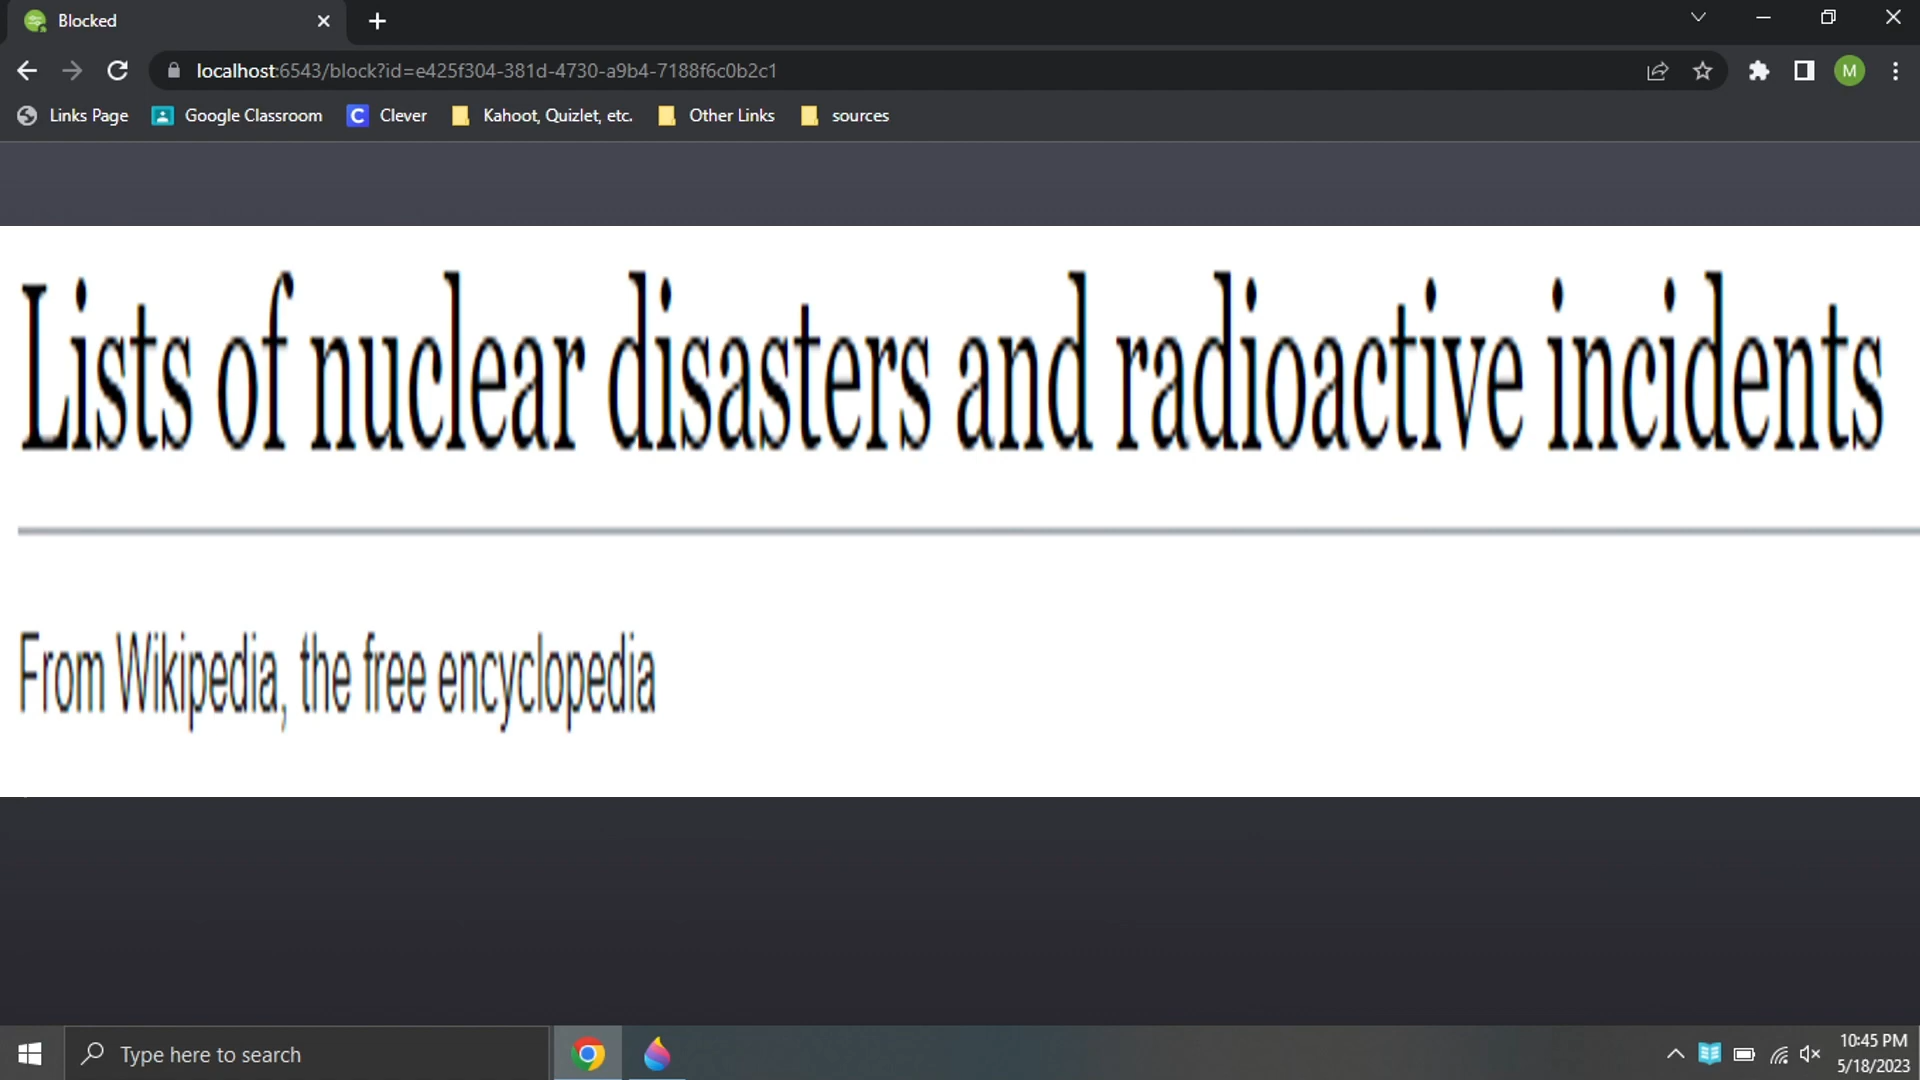 Blocked
localhost:6543/block?id=e425f304-381d-4730-a9b4-7188f6c0b2c1
M
Links Page
Google Classroom
C Clever
Kahoot, Quizlet, etc.
Other Links
sources
Lists of nuclear disasters and radioactive incidents
From Wikipedia, the free encyclopedia
Type here to search
10:45 PM
5/18/2023